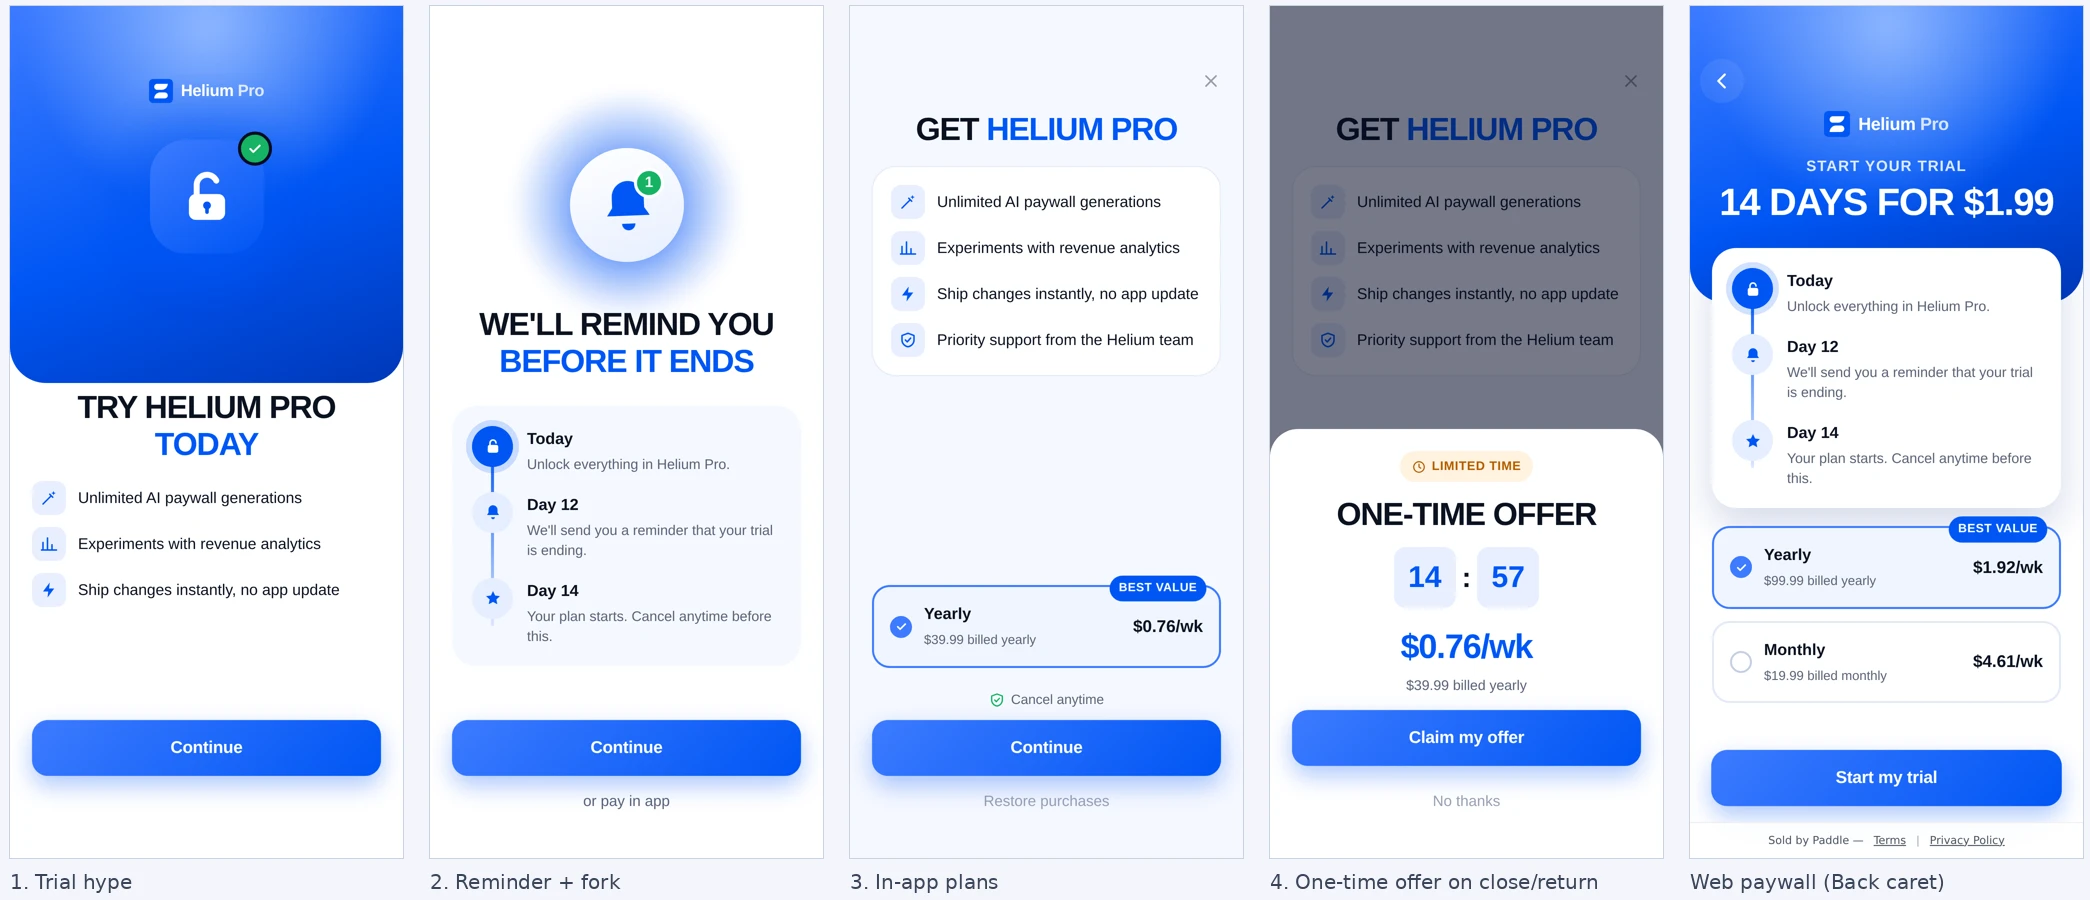 Helium Pro
TRY HELIUM PRO
TODAY
Unlimited AI paywall generations
Experiments with revenue analytics
Ship changes instantly, no app update
Continue
1. Trial hype
1
WE'LL REMIND YOU
BEFORE IT ENDS
Today
Unlock everything in Helium Pro.
Day 12
We'll send you a reminder that your trial
is ending.
Day 14
Your plan starts. Cancel anytime before
this.
Continue
or pay in app
2. Reminder + fork
GET HELIUM PRO
Unlimited AI paywall generations
Experiments with revenue analytics
Ship changes instantly, no app update
Priority support from the Helium team
BEST VALUE
Yearly
$39.99 billed yearly
$0.76/wk
Cancel anytime
Continue
Restore purchases
3. In-app plans
GET HELIUM PRO
Unlimited AI paywall generations
Experiments with revenue analytics
Ship changes instantly, no app update
Priority support from the Helium team
LIMITED TIME
ONE-TIME OFFER
14 : 57
$0.76/wk
$39.99 billed yearly
Claim my offer
No thanks
4. One-time offer on close/return
Helium Pro
START YOUR TRIAL
14 DAYS FOR $1.99
Today
Unlock everything in Helium Pro.
Day 12
We'll send you a reminder that your trial
is ending.
Day 14
Your plan starts. Cancel anytime before
this.
BEST VALUE
Yearly
$99.99 billed yearly
$1.92/wk
Monthly
$19.99 billed monthly
$4.61/wk
Start my trial
Sold by Paddle — Terms | Privacy Policy
Web paywall (Back caret)